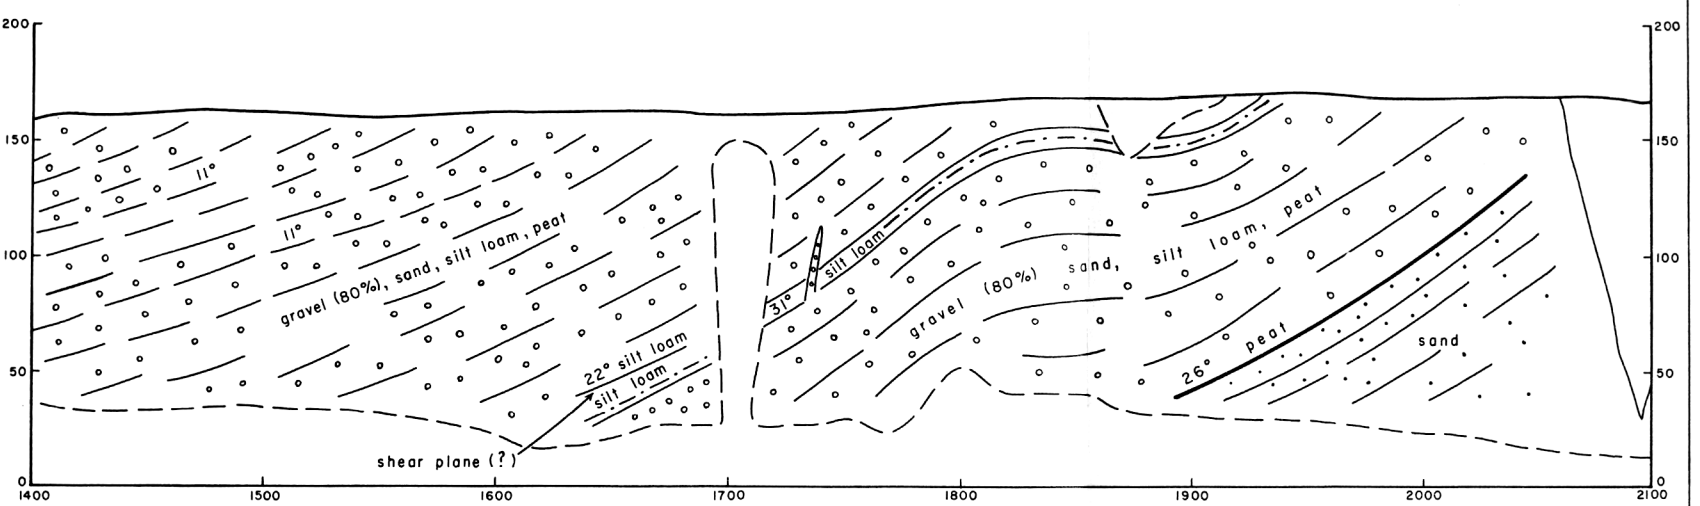 200
200
150
150
11°
11°
gravel (80%), sand, silt loam, peat
silt loam
gravel (80%) sand, silt loam, peat
100
100
31°
22° silt loam
silt loam
26° peat
sand
50
50
shear plane (?)
0
0
1400
1500
1600
1700
1800
1900
2000
2100